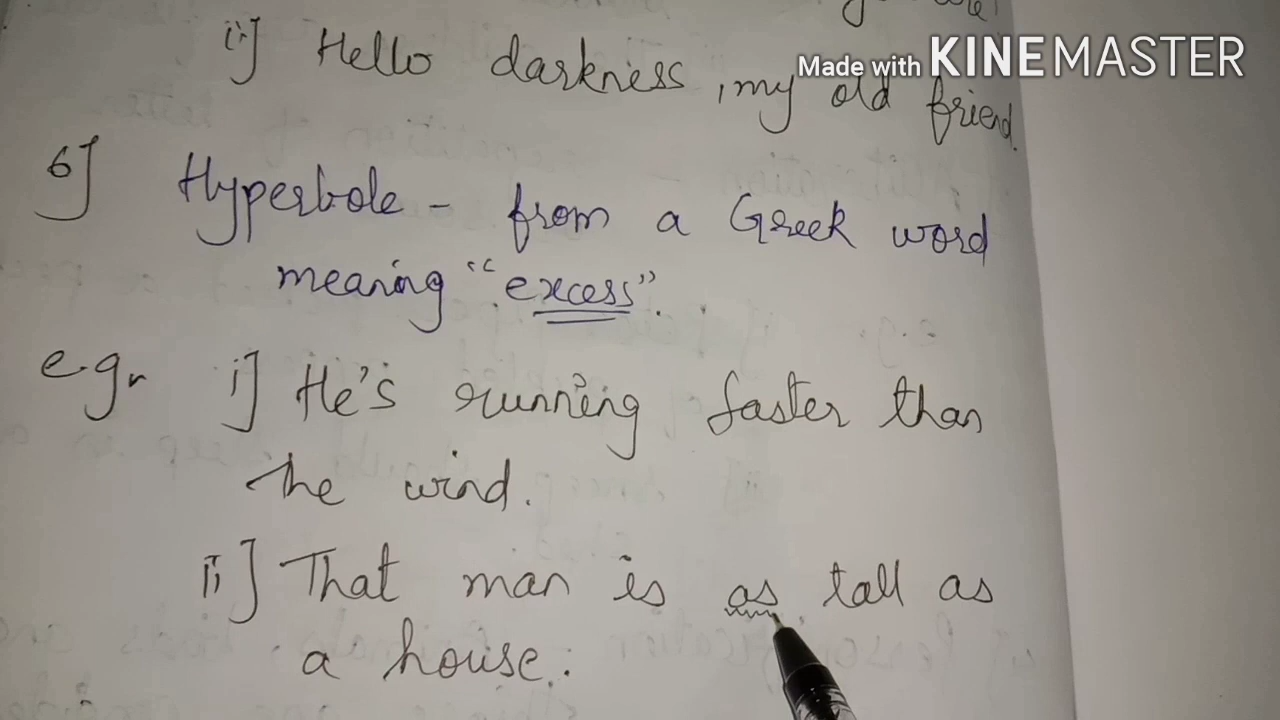 ii] Hello darkness, my old friend.
Made with KINEMASTER
6] Hyperbole - from a Greek word
meaning "excess".
e.g. i] He's running faster than
the wind.
ii] That man is as tall as
a house.